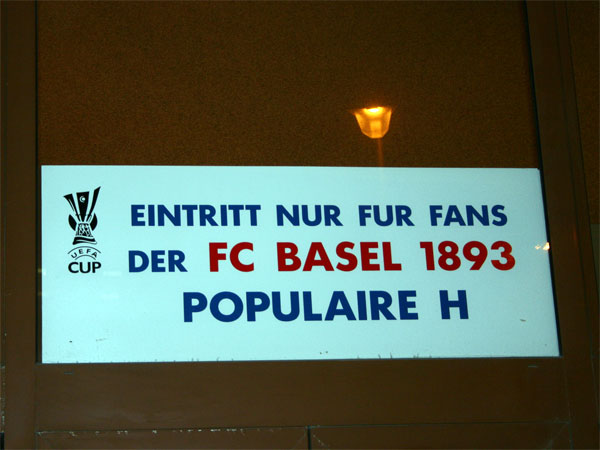 EINTRITT NUR FUR FANS
DER FC BASEL 1893
POPULAIRE H
UEFA
CUP